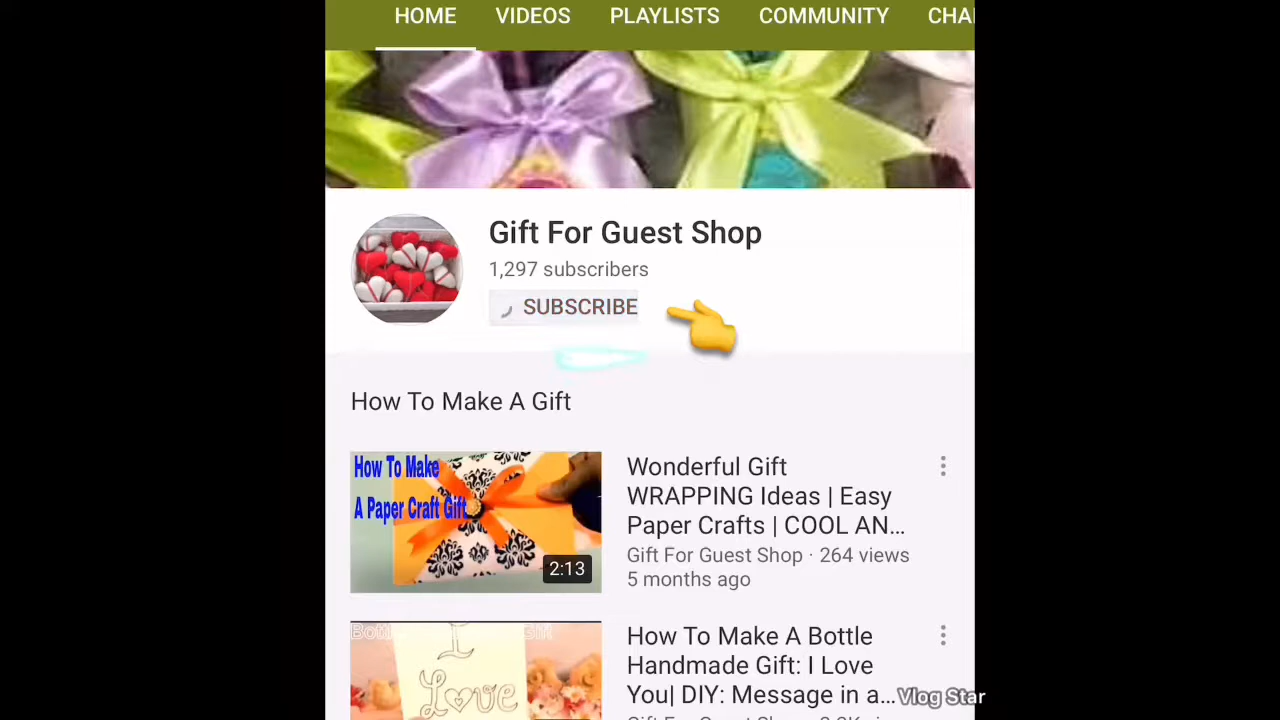 HOME VIDEOS PLAYLISTS COMMUNITY CHA
Gift For Guest Shop
1,297 subscribers
SUBSCRIBE
How To Make A Gift
How To Make
A Paper Craft Gift
2:13
Wonderful Gift
WRAPPING Ideas | Easy
Paper Crafts | COOL AN...
Gift For Guest Shop · 264 views
5 months ago
I
Love
How To Make A Bottle
Handmade Gift: I Love
You| DIY: Message in a...
Vlog Star